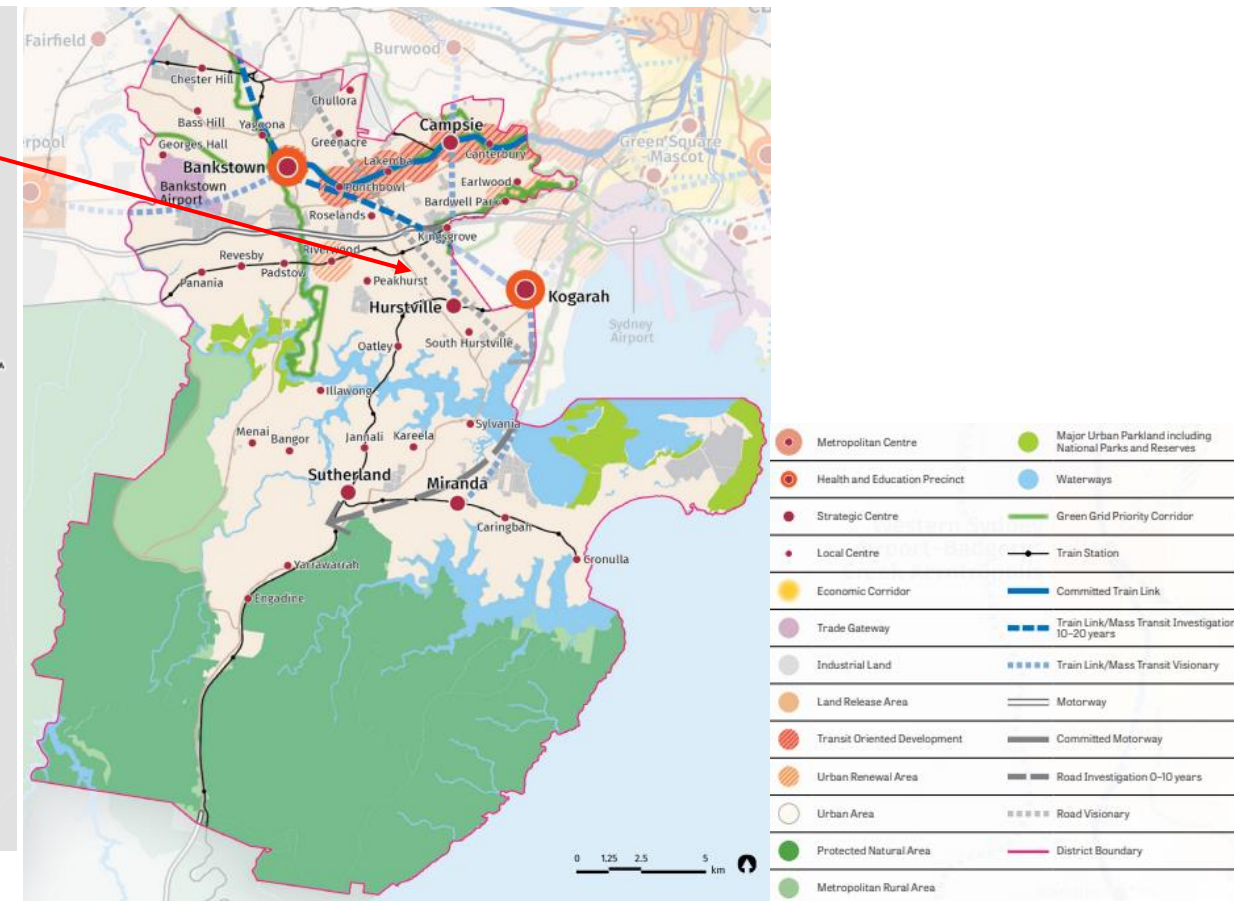 Fairfield
Burwood
Chester Hill
Chullora
Bass Hill
Yagoona
Campsie
Greenacre
Georges Hall
Canterbury
Green Square
Mascot
rpool
Lakemba
Bankstown
Punchbowl
Earlwood
Bankstown
Airport
Bardwell Park
Roselands
Kingsgrove
Riverwood
Revesby
Padstow
Panania
Peakhurst
Kogarah
Hurstville
Sydney
Airport
Oatley
South Hurstville
Illawong
Menai
Bangor
Jannali
Kareela
Sylvania
Sutherland
Miranda
Caringbah
Cronulla
Yarrawarrah
Engadine
0 1.25 2.5 5
km
Metropolitan Centre
Health and Education Precinct
Strategic Centre
Local Centre
Economic Corridor
Trade Gateway
Industrial Land
Land Release Area
Transit Oriented Development
Urban Renewal Area
Urban Area
Protected Natural Area
Metropolitan Rural Area
Major Urban Parkland including
National Parks and Reserves
Waterways
Green Grid Priority Corridor
Train Station
Committed Train Link
Train Link/Mass Transit Investigation
10–20 years
Train Link/Mass Transit Visionary
Motorway
Committed Motorway
Road Investigation 0–10 years
Road Visionary
District Boundary